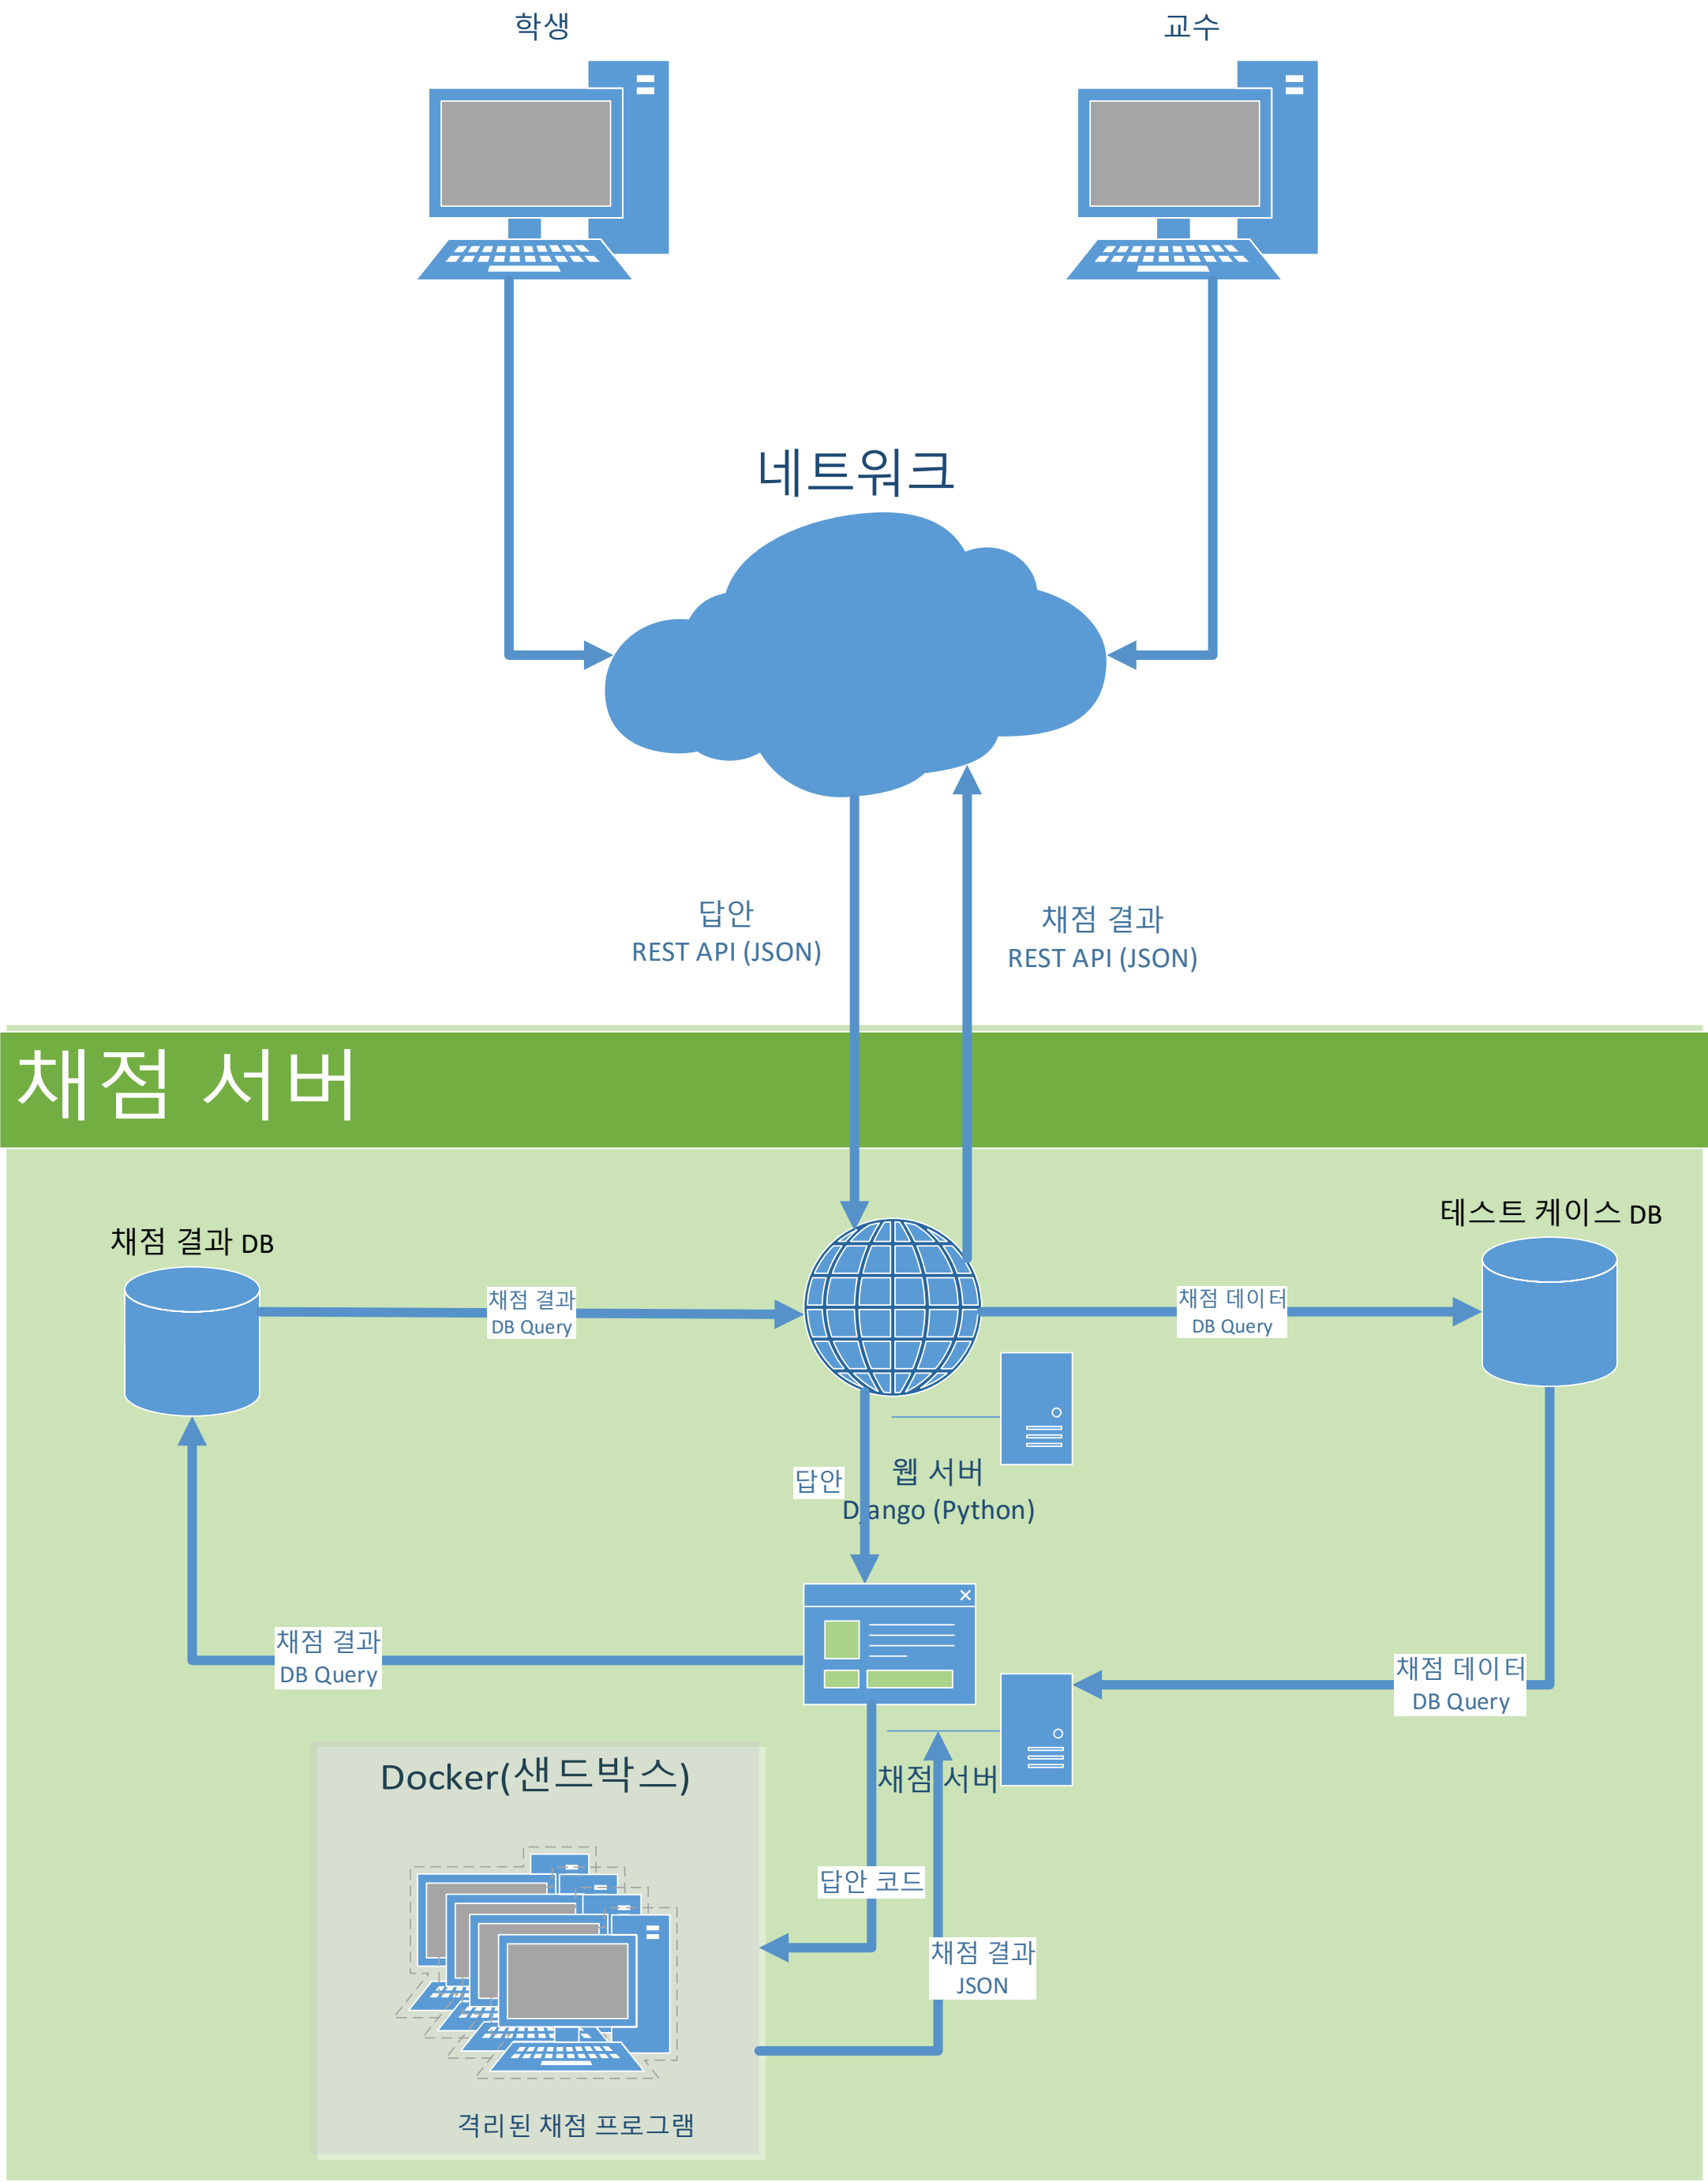 학생
교수
네트워크
답안
REST API (JSON)
채점 결과
REST API (JSON)
채점 서버
채점 결과 DB
테스트 케이스 DB
채점 결과
DB Query
채점 데이터
DB Query
답안
웹 서버
Django (Python)
채점 결과
DB Query
채점 데이터
DB Query
Docker(샌드박스)
채점 서버
답안 코드
채점 결과
JSON
격리된 채점 프로그램